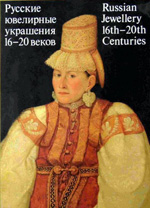 Русские
ювелирные
украшения
16–20 веков
Russian
Jewellery
16th–20th
Centuries